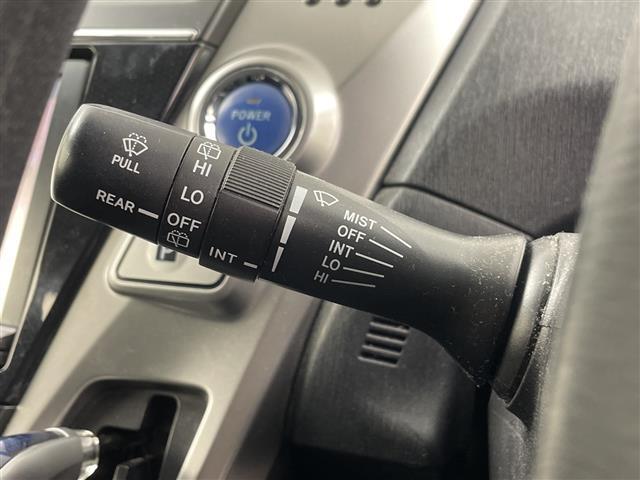 POWER
PULL
REAR
HI
LO
OFF
INT
MIST
OFF
INT
LO
HI